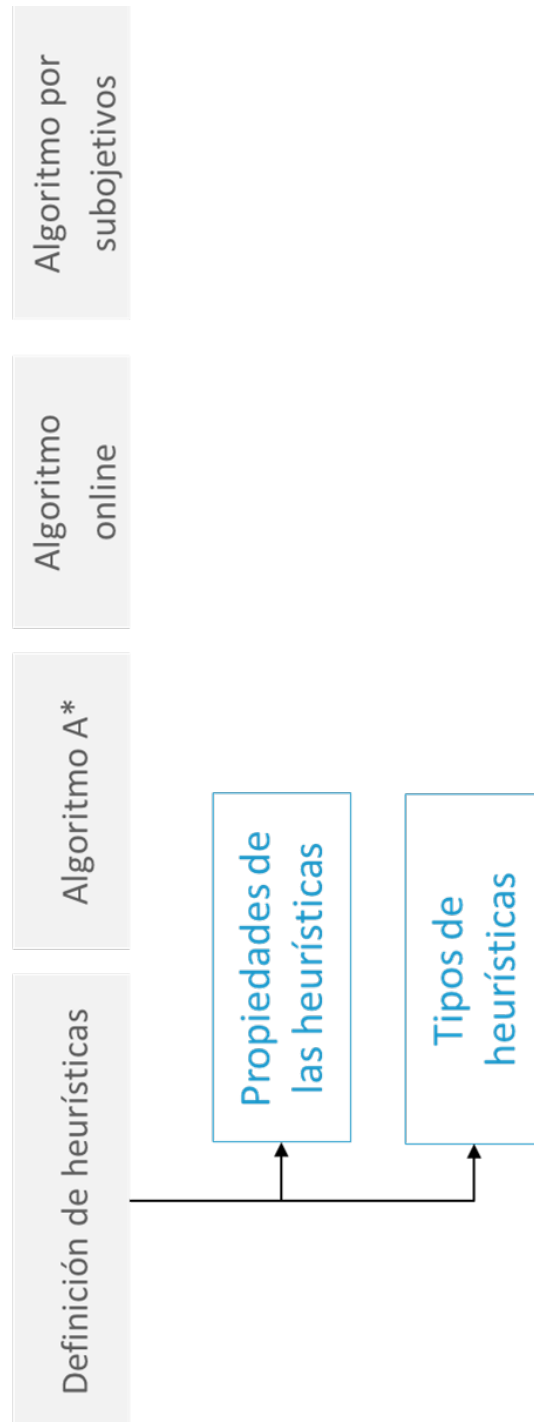 Definición de heurísticas
Algoritmo A*
Algoritmo
online
Algoritmo por
subojetivos
Propiedades de
las heurísticas
Tipos de
heurísticas